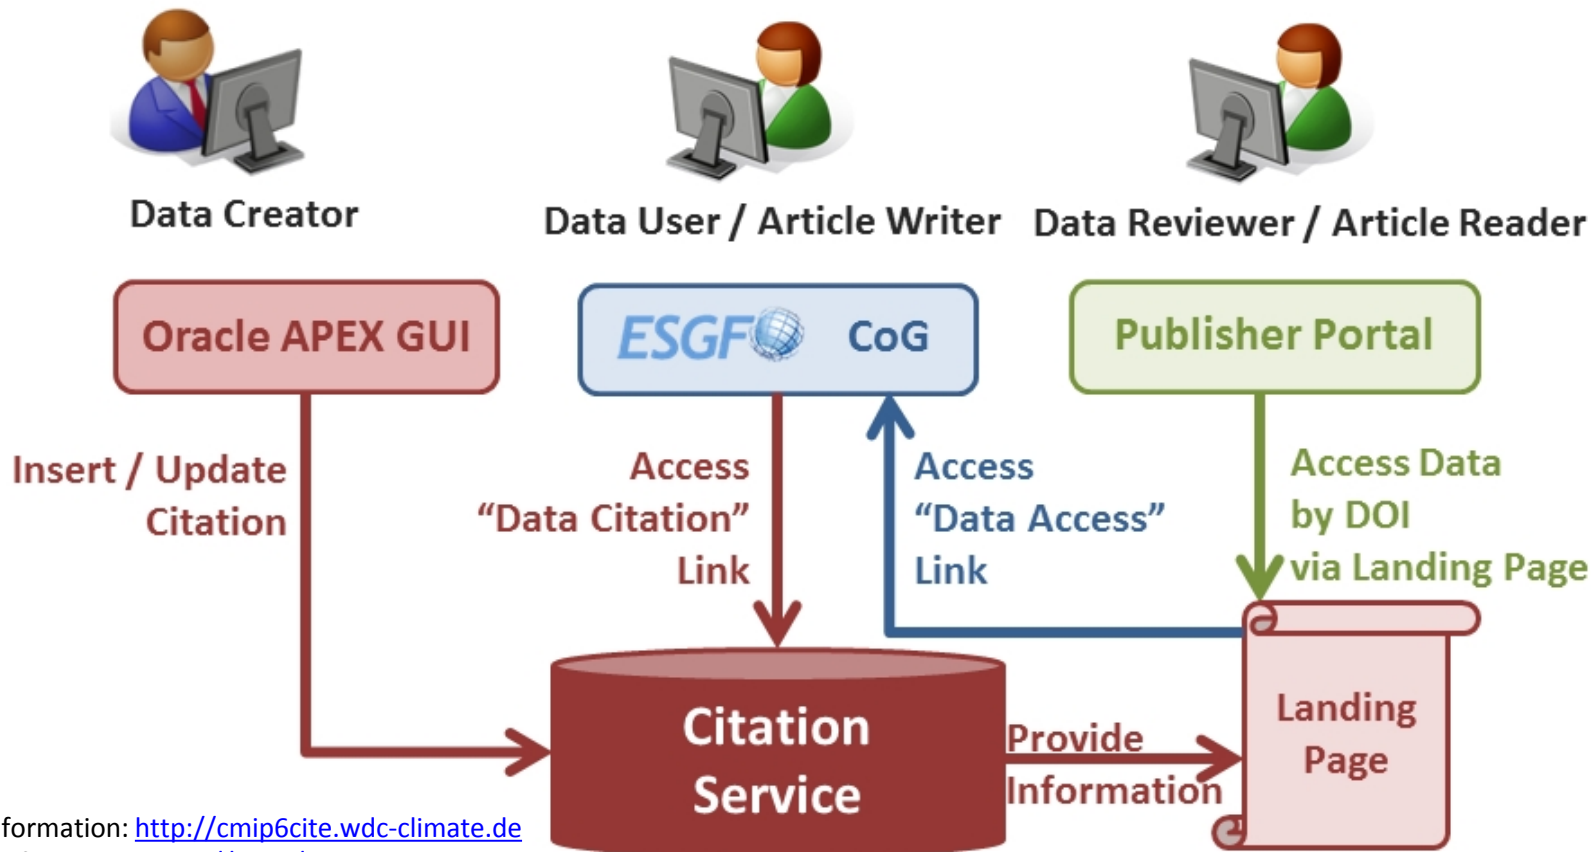 Data Creator
Data User / Article Writer
Data Reviewer / Article Reader
Oracle APEX GUI
ESGF CoG
Publisher Portal
Insert / Update
Citation
Access
“Data Citation”
Link
Access
“Data Access”
Link
Access Data
by DOI
via Landing Page
Citation
Service
Provide
Information
Landing
Page
formation: http://cmip6cite.wdc-climate.de